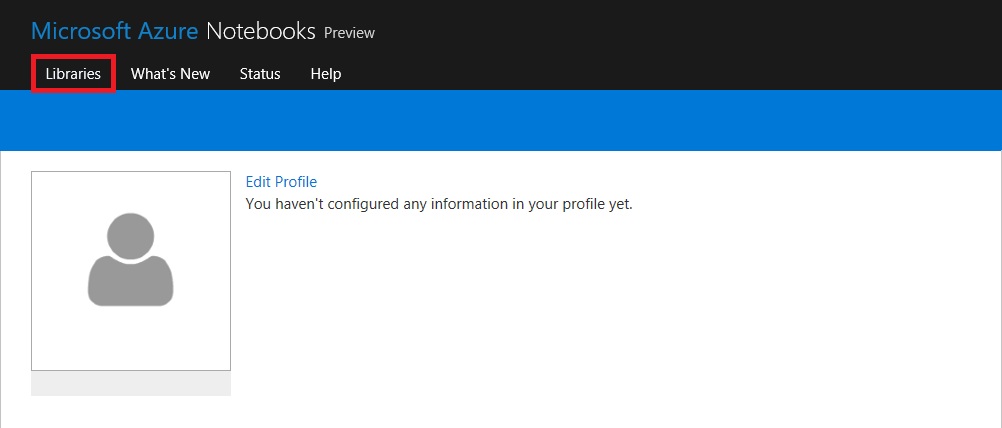 Microsoft Azure Notebooks Preview
Libraries What's New Status Help
Edit Profile
You haven't configured any information in your profile yet.